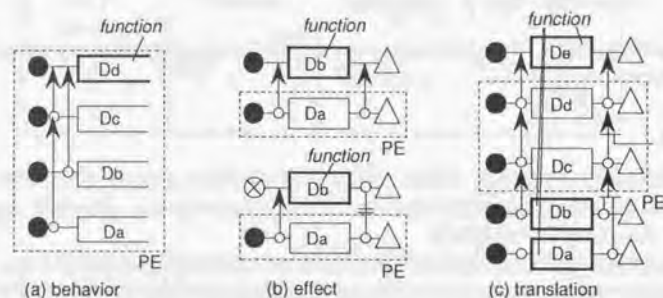 function
Dd
Dc
Db
Da
PE
(a) behavior
function
Db
Da
PE
function
Db
Da
PE
(b) effect
function
De
Dd
Dc
PE
Db
Da
(c) translation